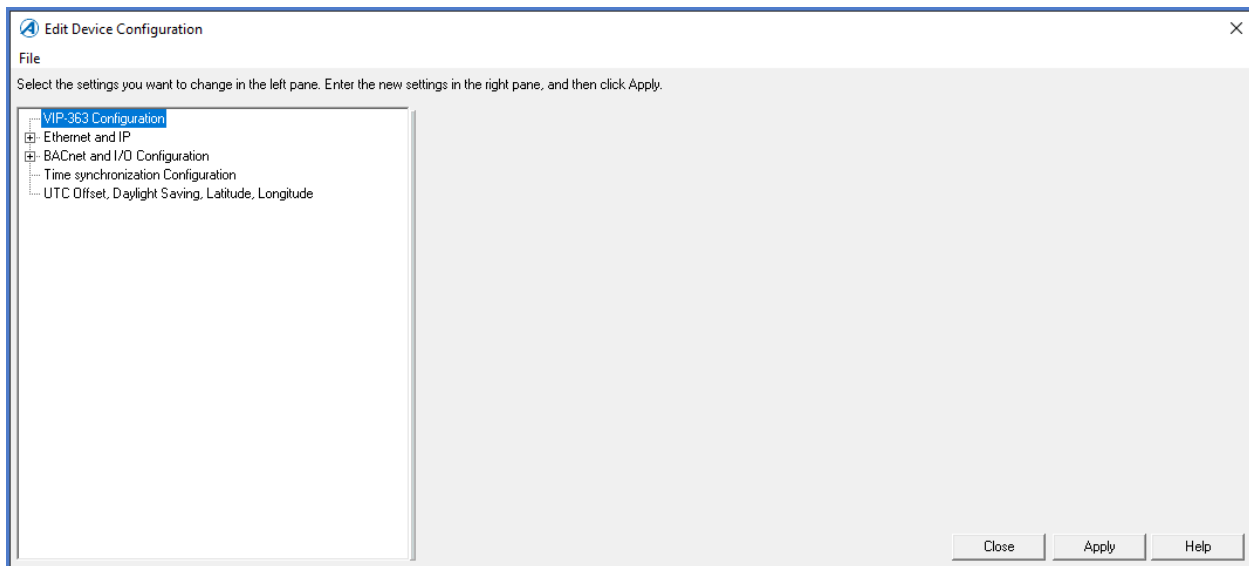 Edit Device Configuration
File
Select the settings you want to change in the left pane. Enter the new settings in the right pane, and then click Apply.
VIP-363 Configuration
Ethernet and IP
BACnet and I/O Configuration
Time synchronization Configuration
UTC Offset, Daylight Saving, Latitude, Longitude
Close Apply Help